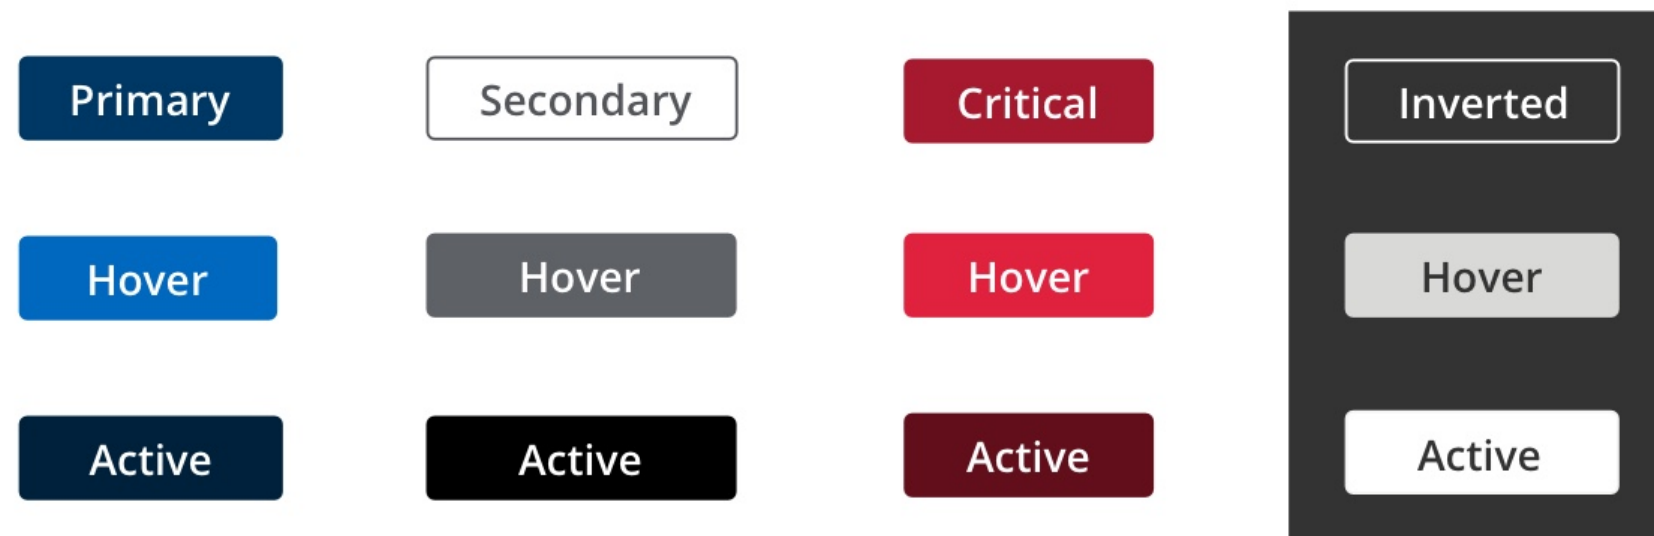 Primary
Secondary
Critical
Inverted
Hover
Hover
Hover
Hover
Active
Active
Active
Active